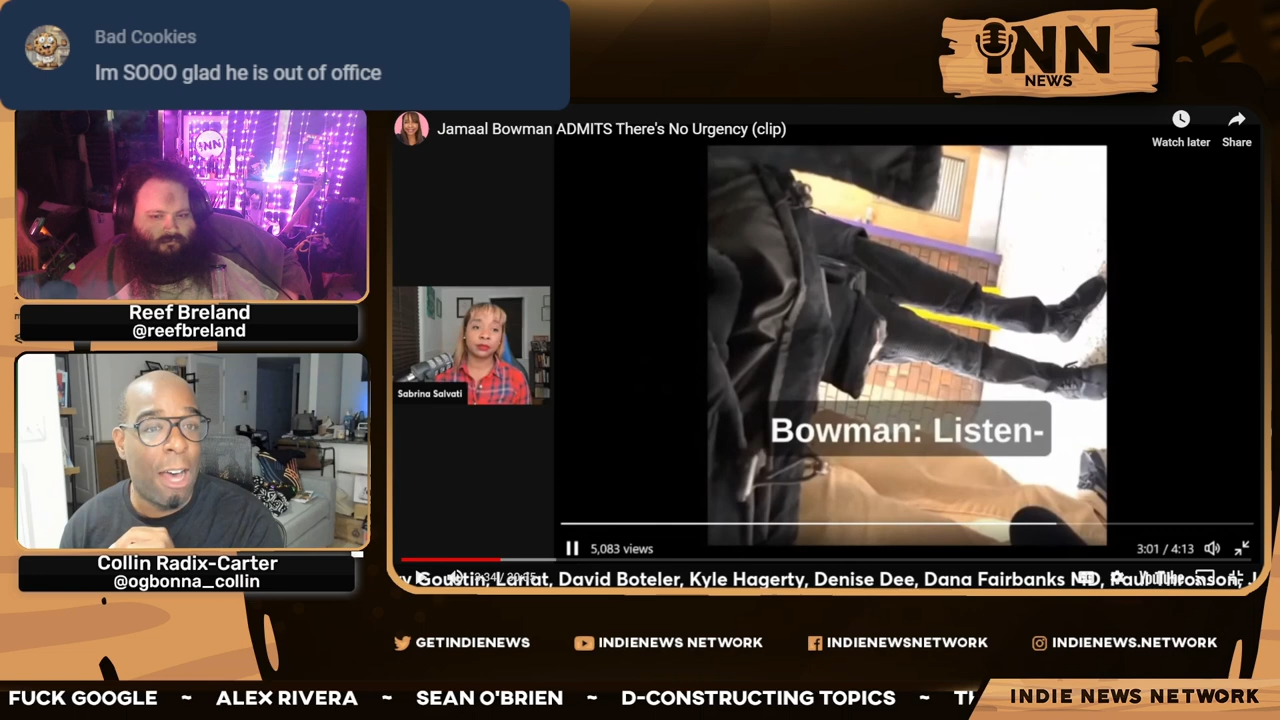 Bad Cookies
Im SOOO glad he is out of office
INN
NEWS
Jamaal Bowman ADMITS There's No Urgency (clip)
Watch later
Share
INN
Reef Breland
@reefbreland
Sabrina Salvati
Bowman: Listen-
Collin Radix-Carter
@ogbonna_collin
5,083 views
3:01 / 4:13
David Boteler, Kyle Hagerty, Denise Dee, Dana Fairbanks MD,
GETINDIENEWS
INDIENEWS NETWORK
INDIENEWSNETWORK
INDIENEWS.NETWORK
FUCK GOOGLE ~ ALEX RIVERA ~ SEAN O'BRIEN ~ D-CONSTRUCTING TOPICS ~
INDIE NEWS NETWORK